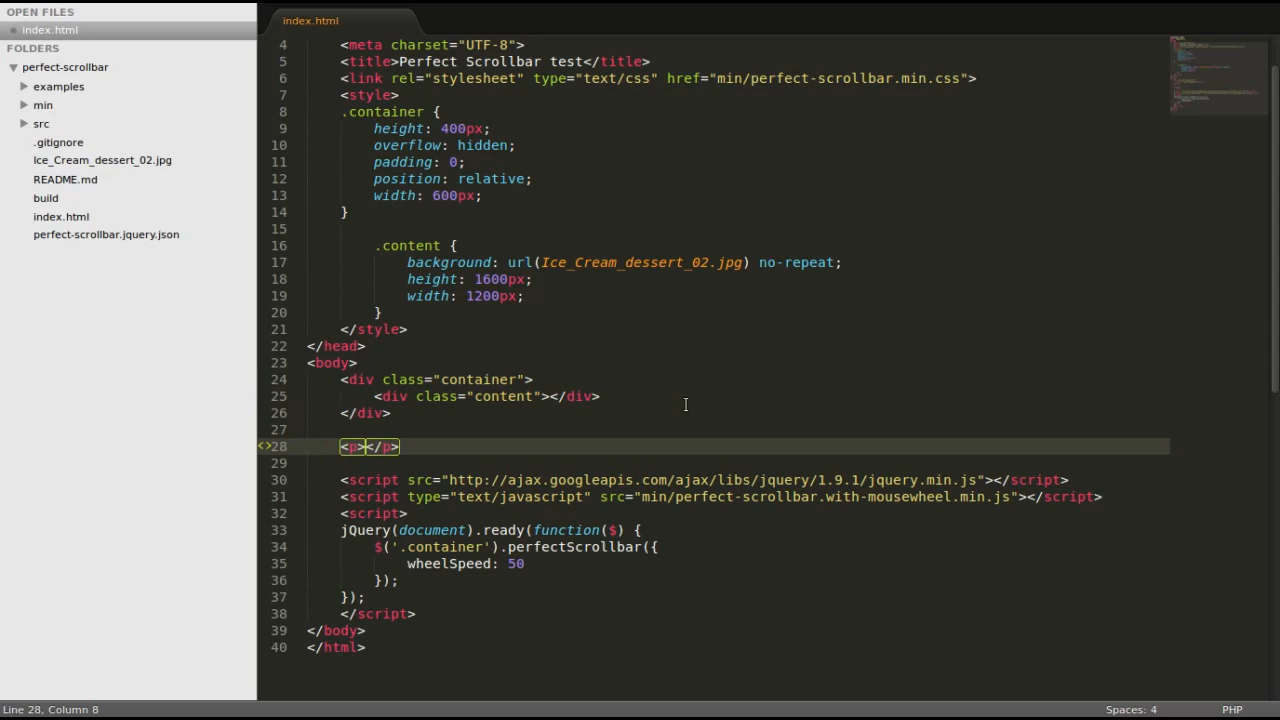 OPEN FILES
index.html
FOLDERS
perfect-scrollbar
examples
min
src
.gitignore
Ice_Cream_dessert_02.jpg
README.md
build
index.html
perfect-scrollbar.jquery.json
index.html
4 <meta charset="UTF-8">
5 <title>Perfect Scrollbar test</title>
6 <link rel="stylesheet" type="text/css" href="min/perfect-scrollbar.min.css">
7 <style>
8 .container {
9 height: 400px;
10 overflow: hidden;
11 padding: 0;
12 position: relative;
13 width: 600px;
14 }
15
16 .content {
17 background: url(Ice_Cream_dessert_02.jpg) no-repeat;
18 height: 1600px;
19 width: 1200px;
20 }
21 </style>
22 </head>
23 <body>
24 <div class="container">
25 <div class="content"></div>
26 </div>
27
<>28 <p></p>
29
30 <script src="http://ajax.googleapis.com/ajax/libs/jquery/1.9.1/jquery.min.js"></script>
31 <script type="text/javascript" src="min/perfect-scrollbar.with-mousewheel.min.js"></script>
32 <script>
33 jQuery(document).ready(function($) {
34 $('.container').perfectScrollbar({
35 wheelSpeed: 50
36 });
37 });
38 </script>
39 </body>
40 </html>
Line 28, Column 8
Spaces: 4
PHP